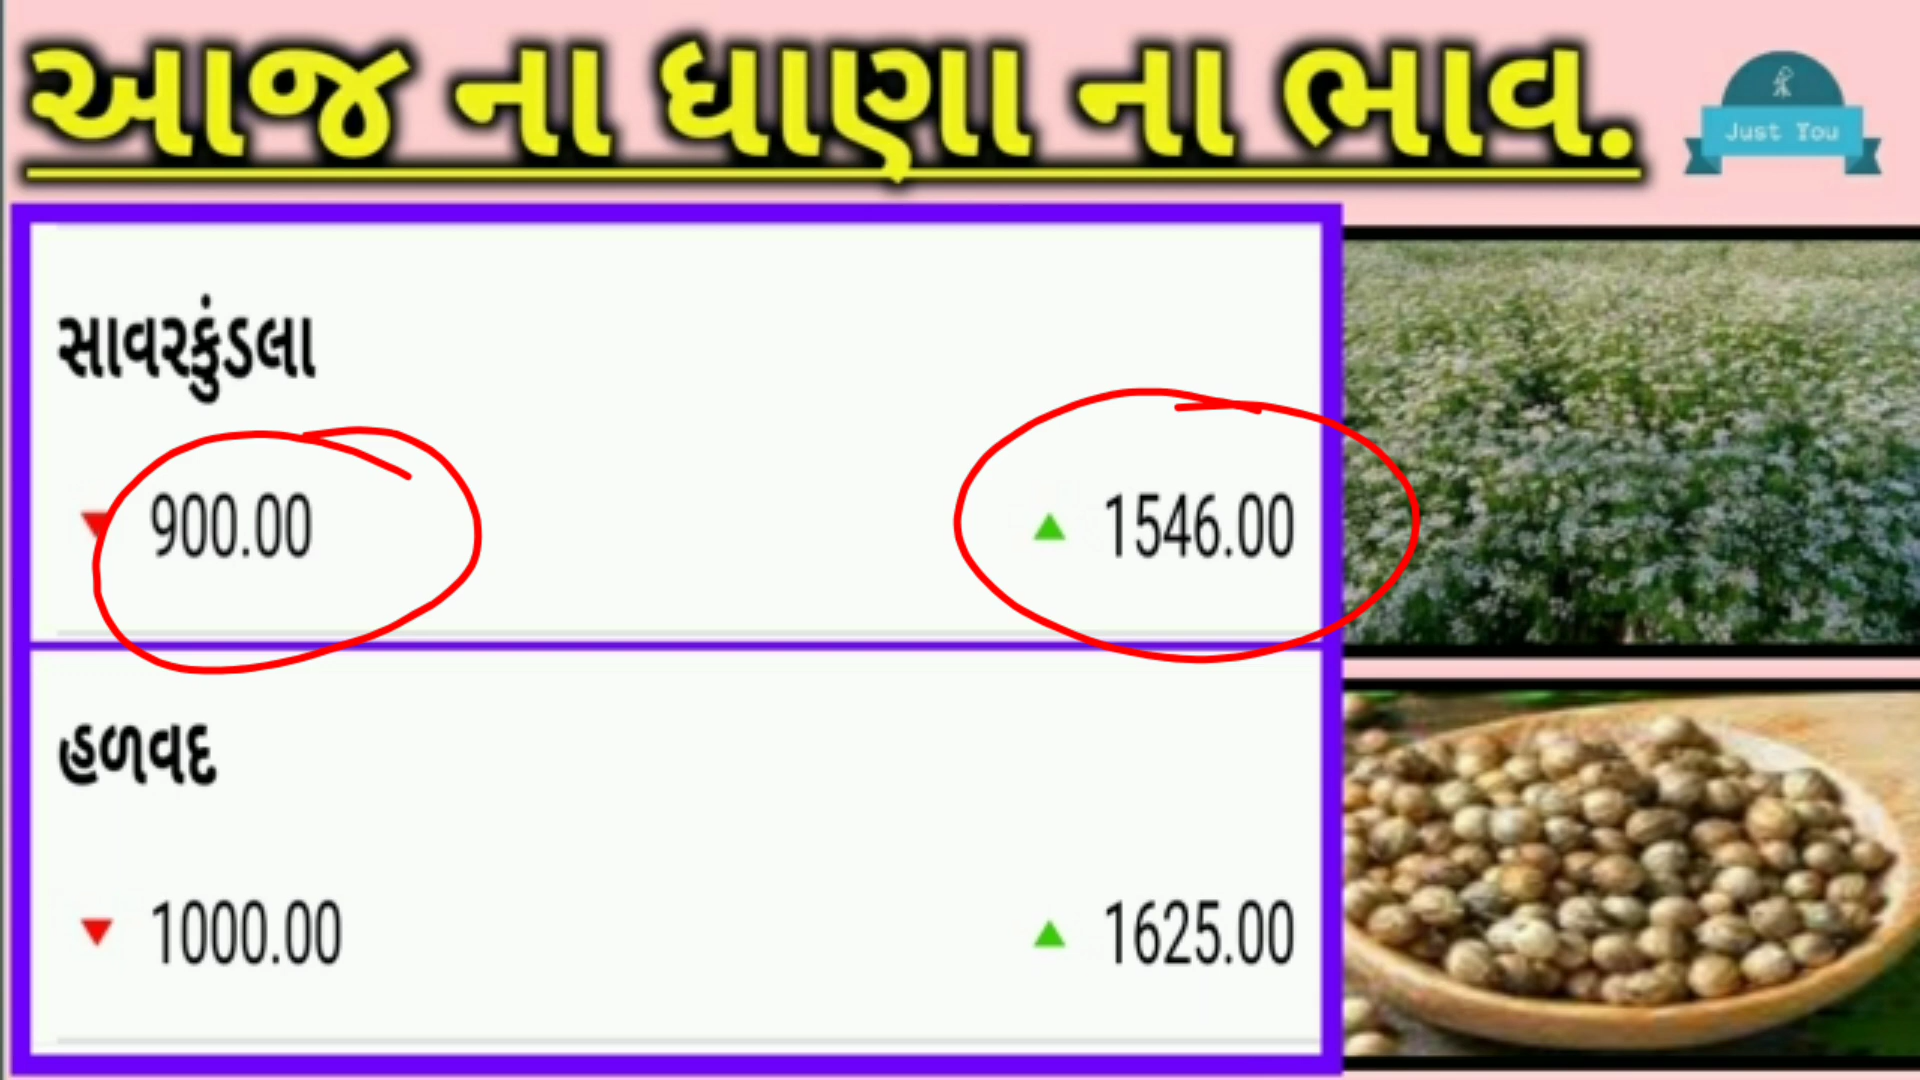 આજ ના ધાણા ના ભાવ.
Just You
સાવરકુંડલા
900.00 1546.00
હળવદ
1000.00 1625.00